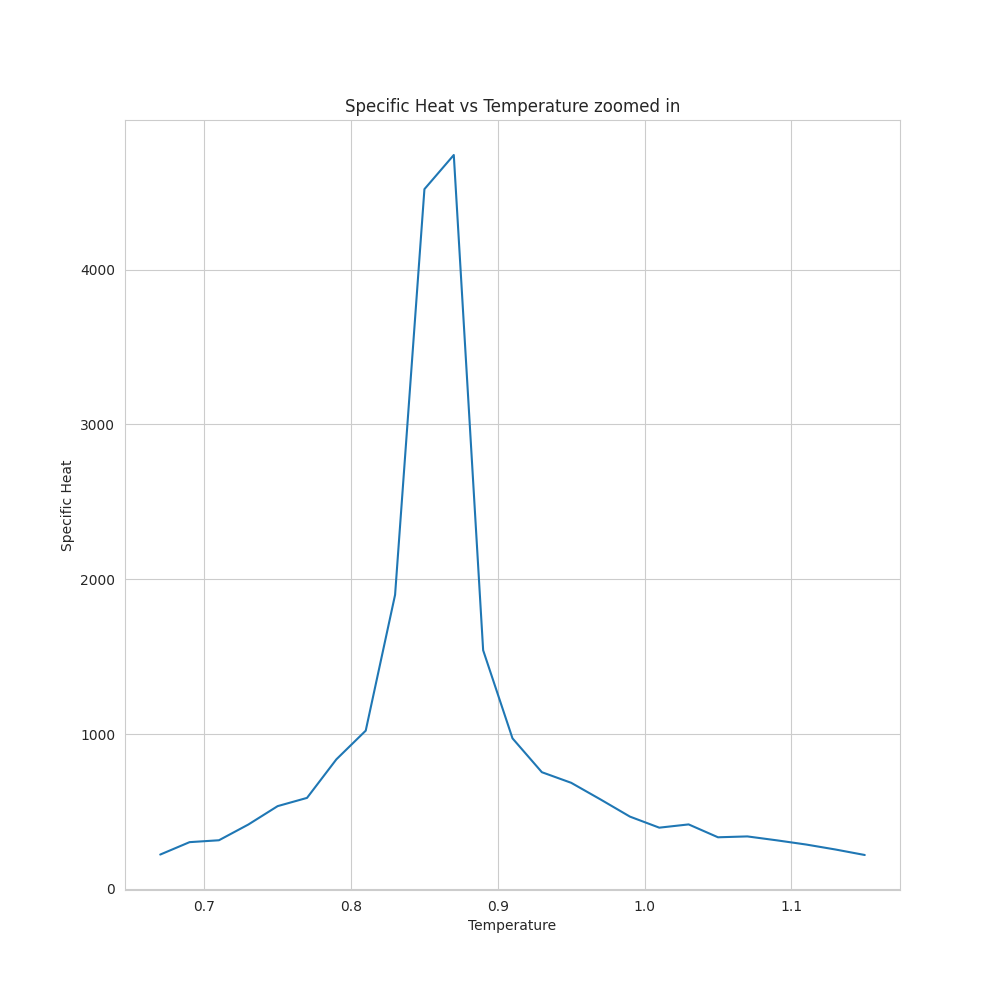 Specific Heat vs Temperature zoomed in
Specific Heat
4000
3000
2000
1000
0
0.7 0.8 0.9 1.0 1.1
Temperature